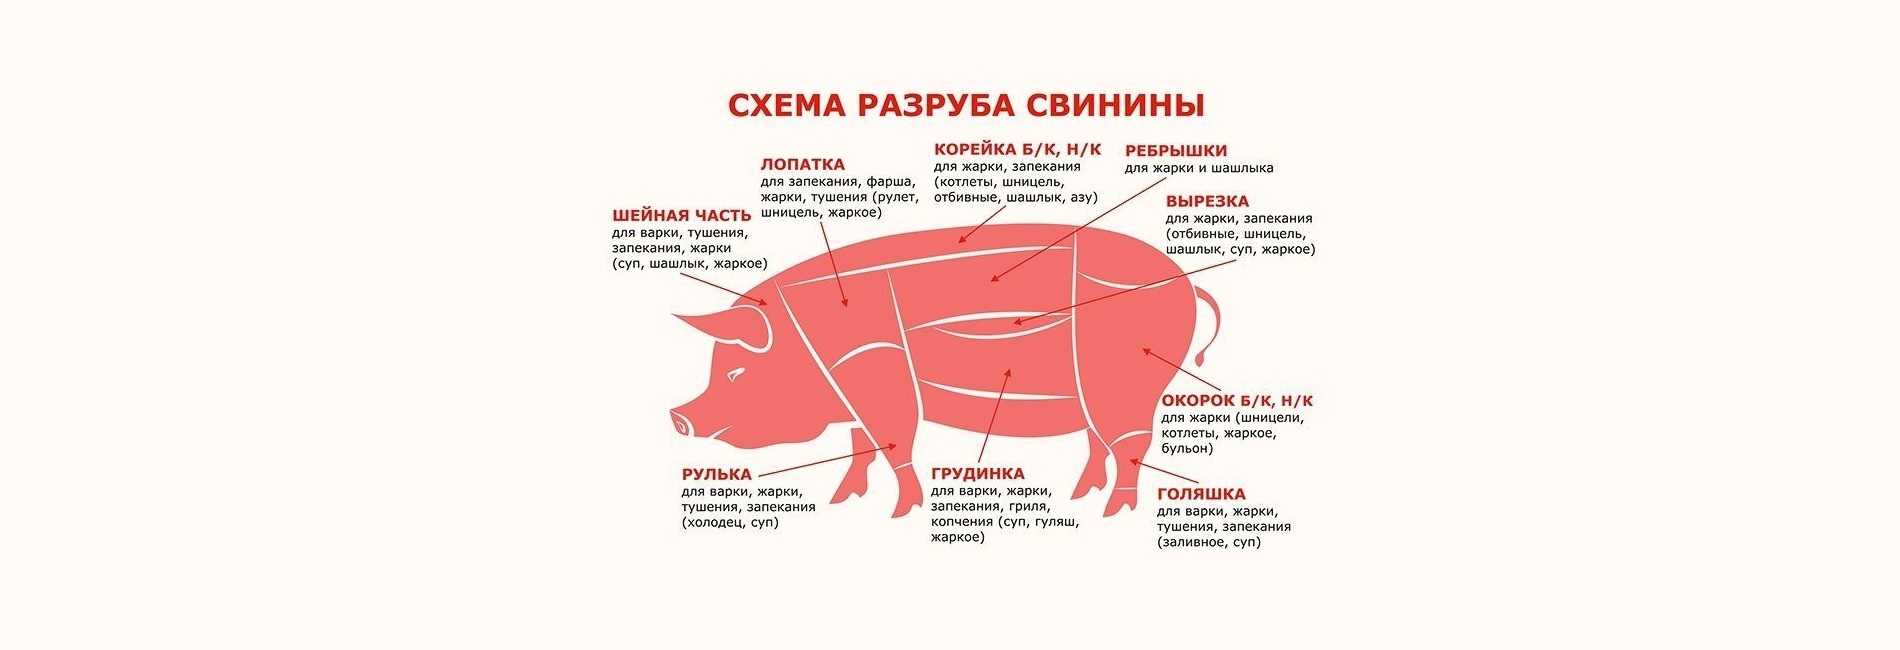 СХЕМА РАЗРУБА СВИНИНЫ
ШЕЙНАЯ ЧАСТЬ
для варки, тушения,
запекания, жарки
(суп, шашлык, жаркое)
ЛОПАТКА
для запекания, фарша,
жарки, тушения (рулет,
шницель, жаркое)
КОРЕЙКА Б/К, Н/К
для жарки, запекания
(котлеты, шницель,
отбивные, шашлык, азу)
РЕБРЫШКИ
для жарки и шашлыка
ВЫРЕЗКА
для жарки, запекания
(отбивные, шницель,
шашлык, суп, жаркое)
ОКОРОК Б/К, Н/К
для жарки (шницели,
котлеты, жаркое,
бульон)
РУЛЬКА
для варки, жарки,
тушения, запекания
(холодец, суп)
ГРУДИНКА
для варки, жарки,
запекания, гриля,
копчения (суп, гуляш,
жаркое)
ГОЛЯШКА
для варки, жарки,
тушения, запекания
(заливное, суп)